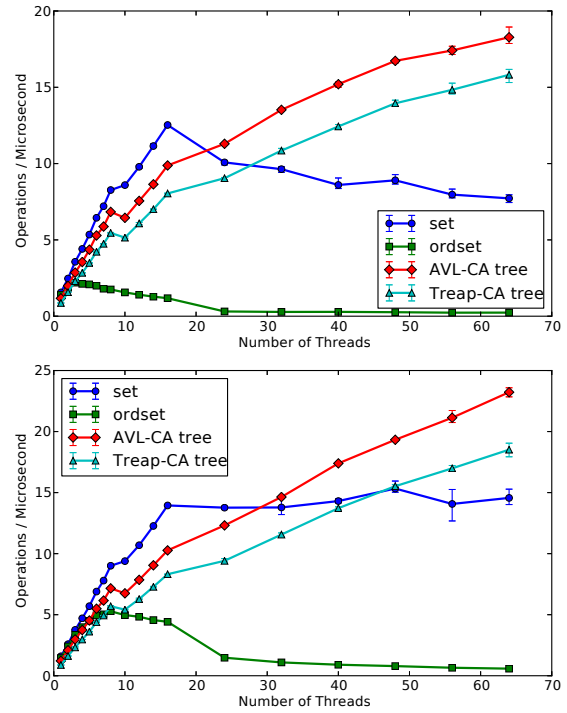 20
15
10
5
0
0
10
20
30
40
50
60
70
Operations / Microsecond
Number of Threads
set
ordset
AVL-CA tree
Treap-CA tree
25
20
15
10
5
0
0
10
20
30
40
50
60
70
Operations / Microsecond
Number of Threads
set
ordset
AVL-CA tree
Treap-CA tree